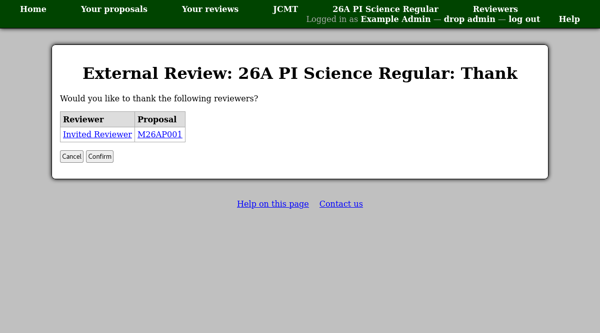 Home Your proposals Your reviews JCMT 26A PI Science Regular Reviewers
Logged in as Example Admin — drop admin — log out Help
External Review: 26A PI Science Regular: Thank
Would you like to thank the following reviewers?
Reviewer Proposal
Invited Reviewer M26AP001
Cancel Confirm
Help on this page Contact us